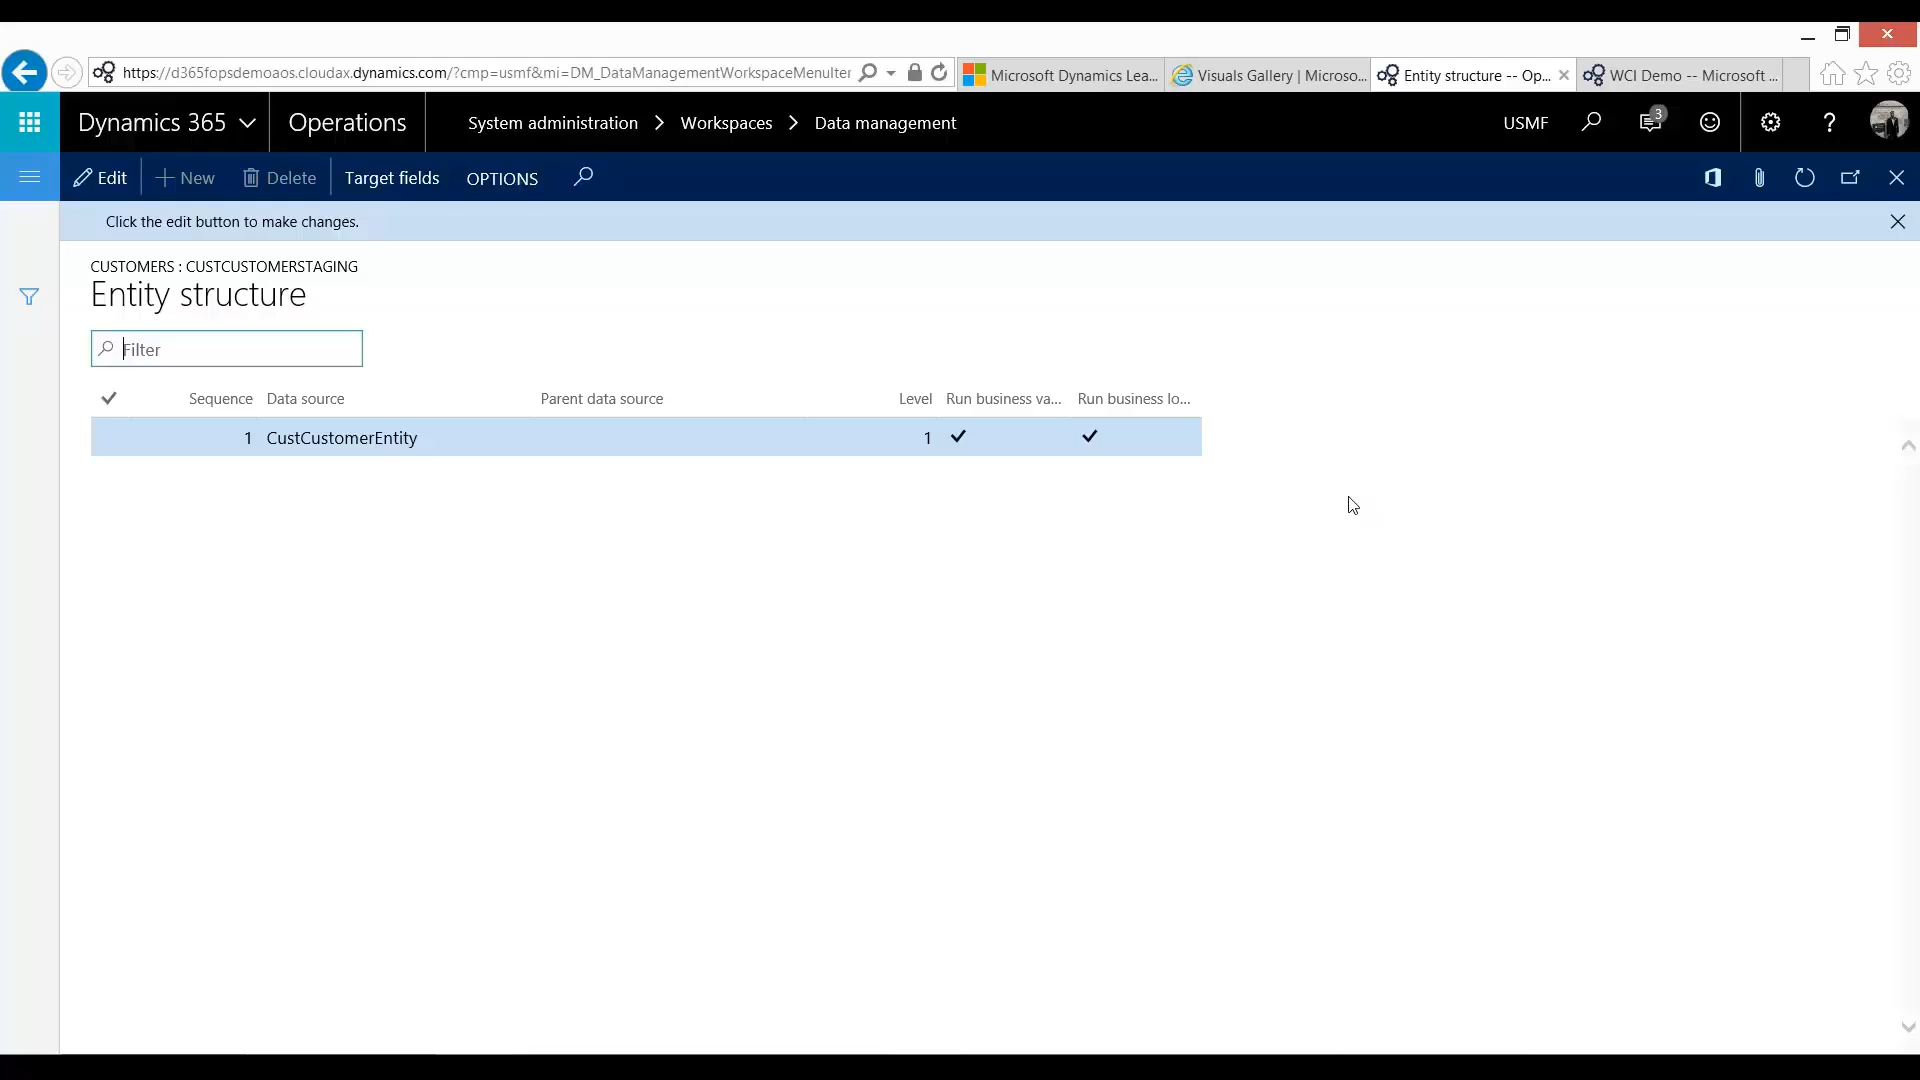 https://d365fopsdemoaos.cloudax.dynamics.com/?cmp=usmf&mi=DM_DataManagementWorkspaceMenuIter
Microsoft Dynamics Lea...
Visuals Gallery | Microso...
Entity structure -- Op...
WCI Demo -- Microsoft ...
Dynamics 365
Operations
System administration
Workspaces
Data management
USMF
3
?
Edit
New
Delete
Target fields
OPTIONS
Click the edit button to make changes.
CUSTOMERS : CUSTCUSTOMERSTAGING
Entity structure
Filter
Sequence Data source Parent data source Level Run business va... Run business lo...
1 CustCustomerEntity 1